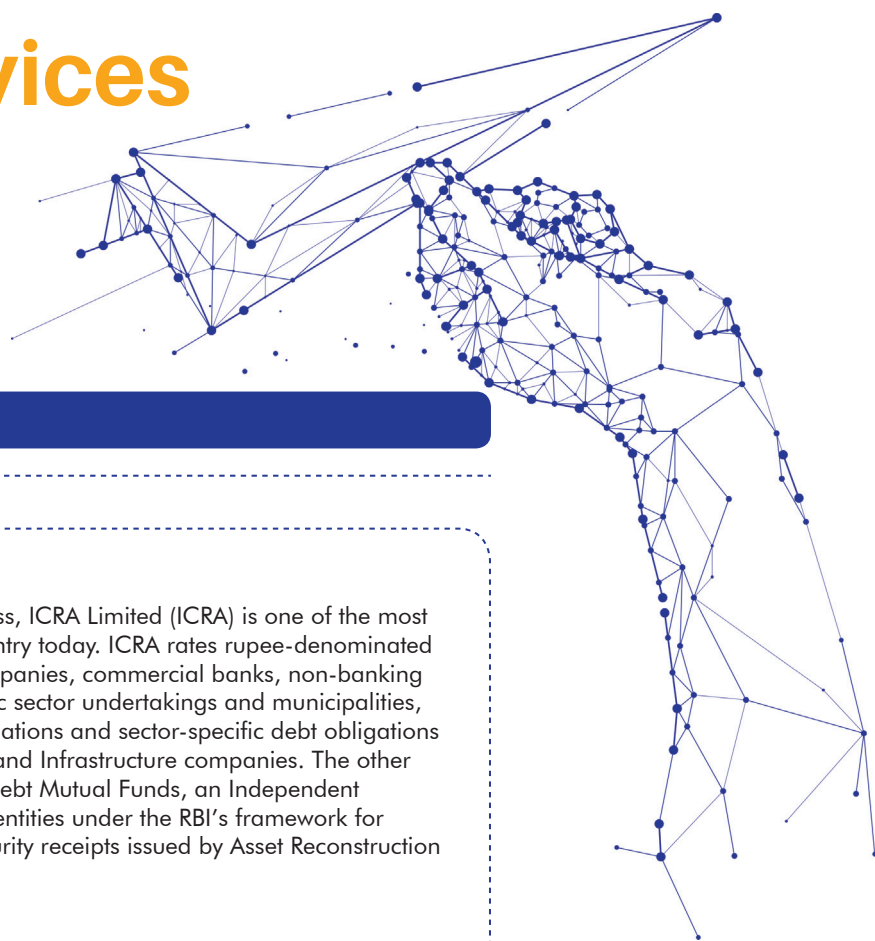 vices
ss, ICRA Limited (ICRA) is one of the most
ntry today. ICRA rates rupee-denominated
panies, commercial banks, non-banking
c sector undertakings and municipalities,
ations and sector-specific debt obligations
and Infrastructure companies. The other
ebt Mutual Funds, an Independent
entities under the RBI’s framework for
urity receipts issued by Asset Reconstruction